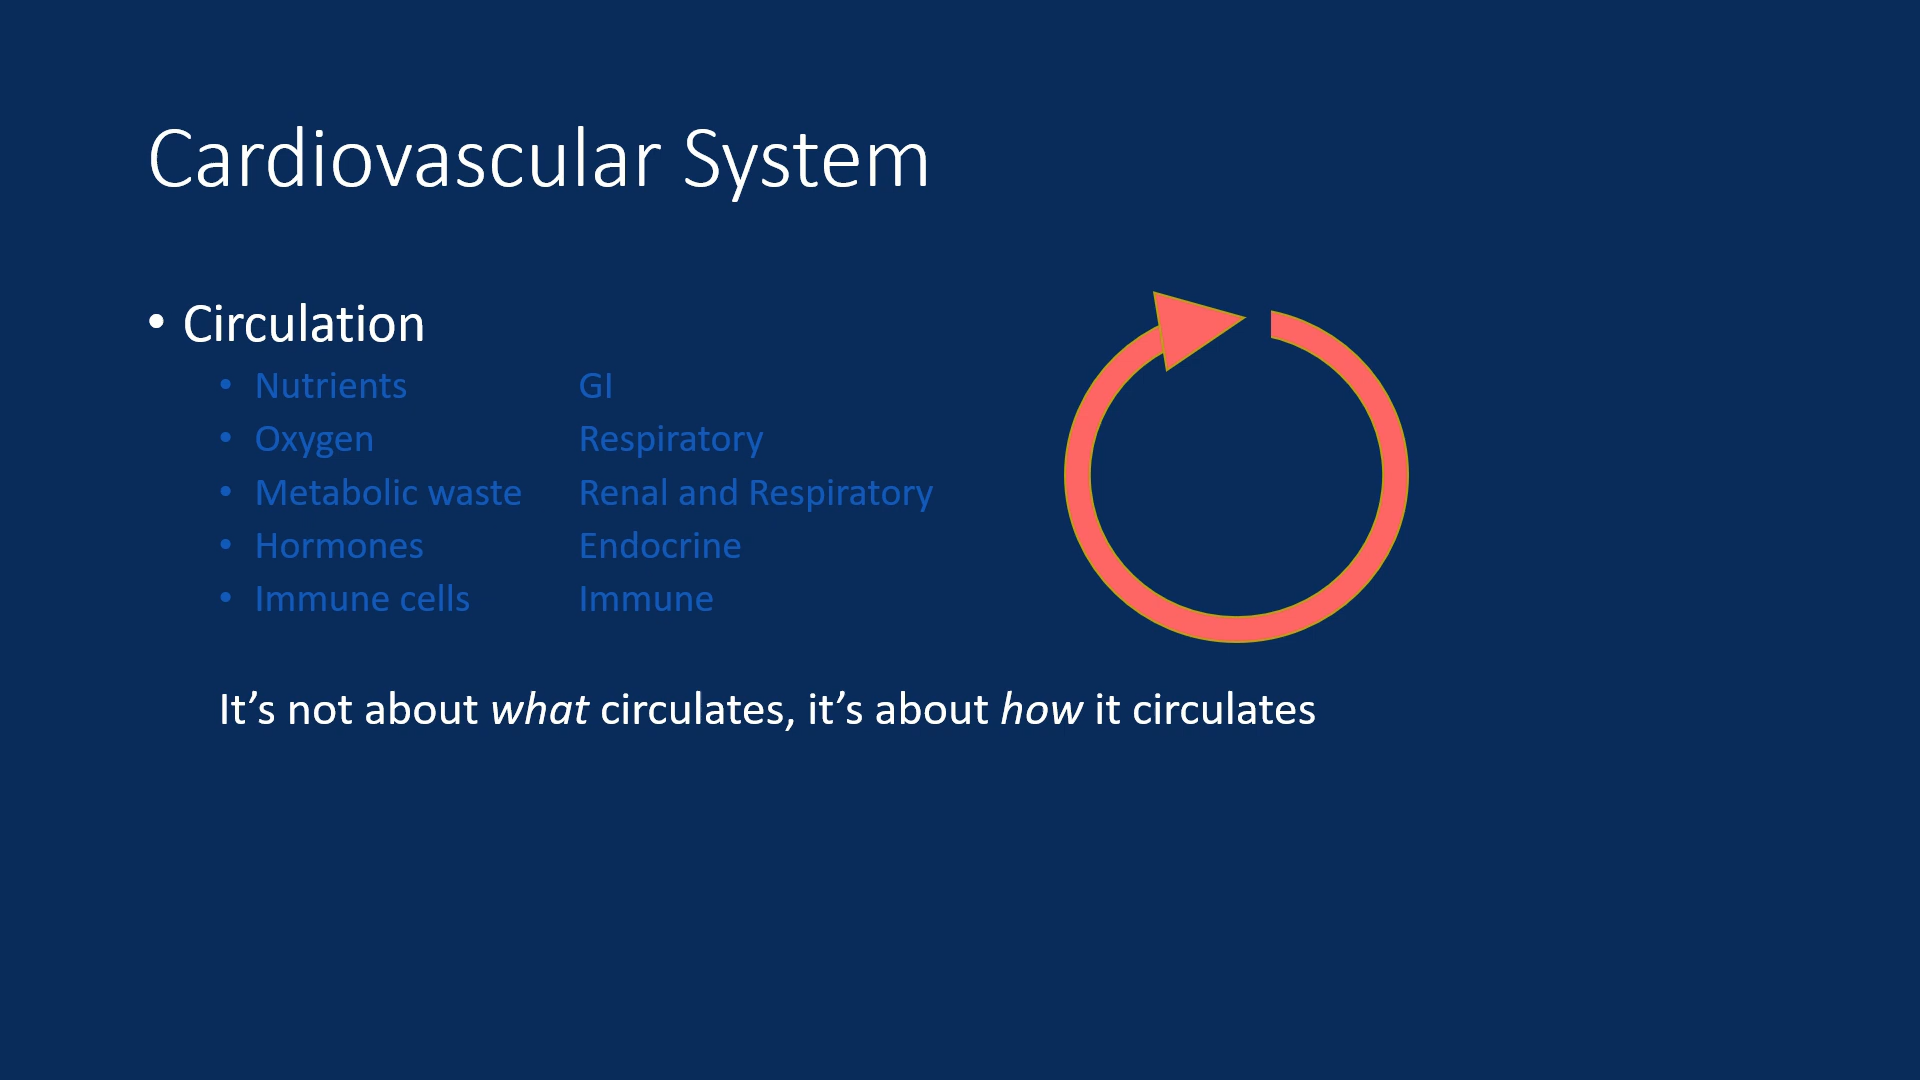 Cardiovascular System
• Circulation
• Nutrients GI
• Oxygen Respiratory
• Metabolic waste Renal and Respiratory
• Hormones Endocrine
• Immune cells Immune
It’s not about what circulates, it’s about how it circulates